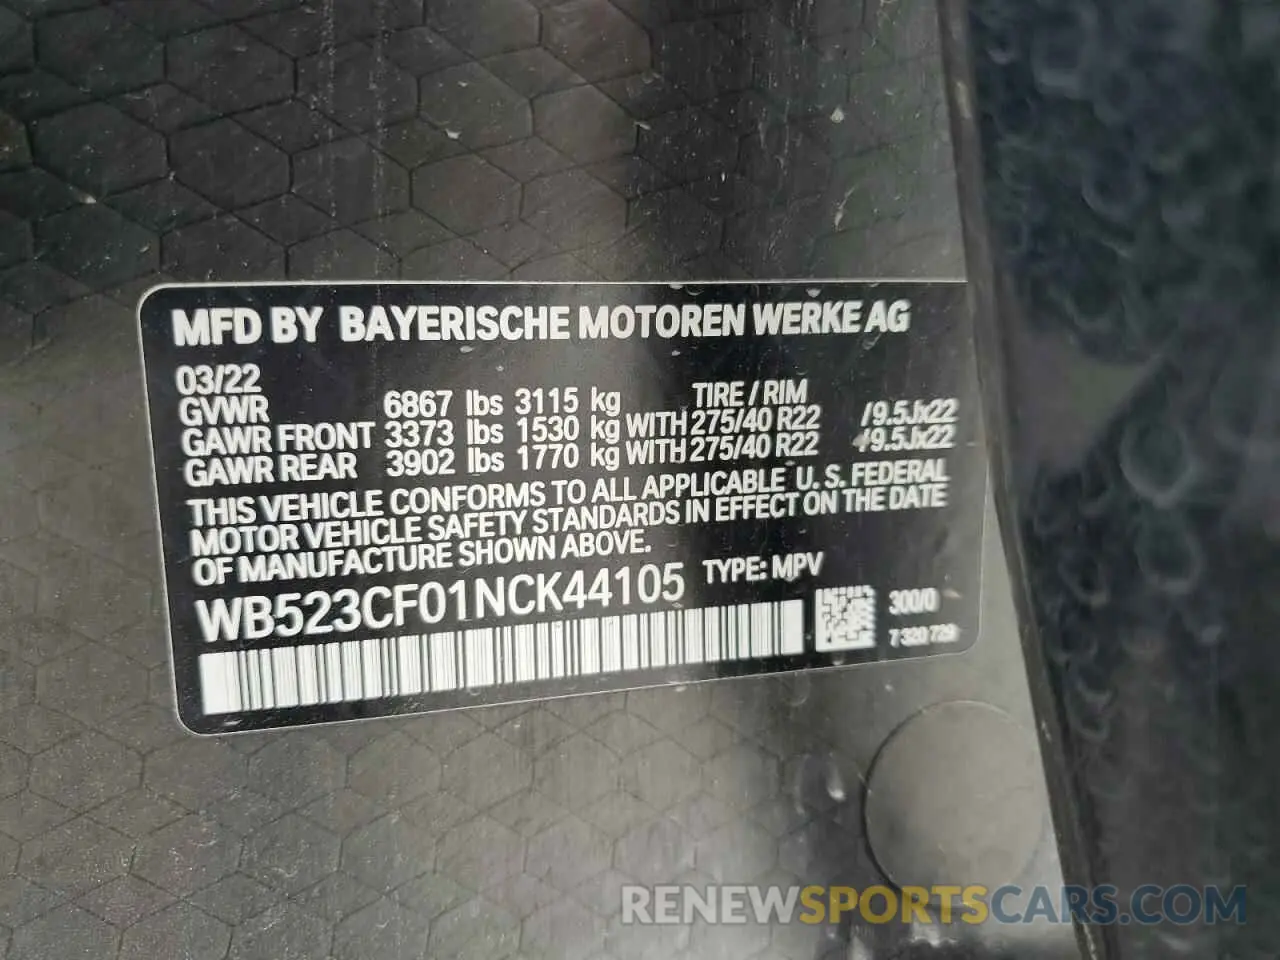 MFD BY BAYERISCHE MOTOREN WERKE AG
03/22
GVWR 6867 lbs 3115 kg TIRE / RIM
GAWR FRONT 3373 lbs 1530 kg WITH 275/40 R22 /9.5Jx22
GAWR REAR 3902 lbs 1770 kg WITH 275/40 R22 /9.5Jx22
THIS VEHICLE CONFORMS TO ALL APPLICABLE U. S. FEDERAL
MOTOR VEHICLE SAFETY STANDARDS IN EFFECT ON THE DATE
OF MANUFACTURE SHOWN ABOVE.
WB523CF01NCK44105 TYPE: MPV
300/0
7 320 729
RENEWSPORTSCARS.COM